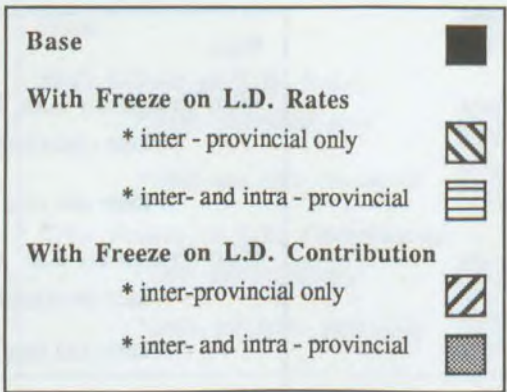 Base
With Freeze on L.D. Rates
* inter - provincial only
* inter- and intra - provincial
With Freeze on L.D. Contribution
* inter-provincial only
* inter- and intra - provincial